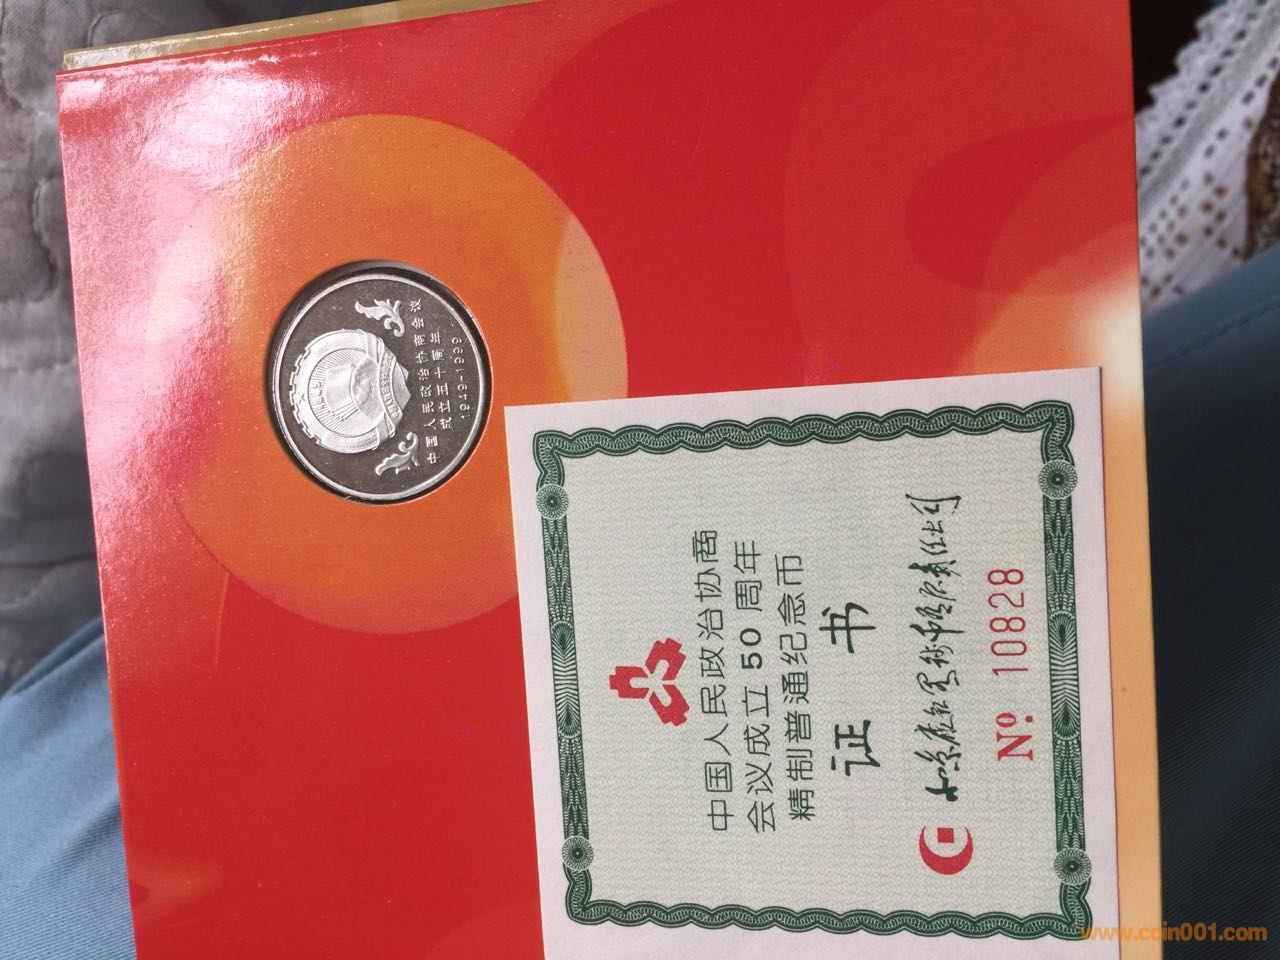 中国人民政治协商会议
成立五十周年
1949-1999
中国人民政治协商
会议成立50周年
精制普通纪念币
证书
Nº 10828
www.coin001.com